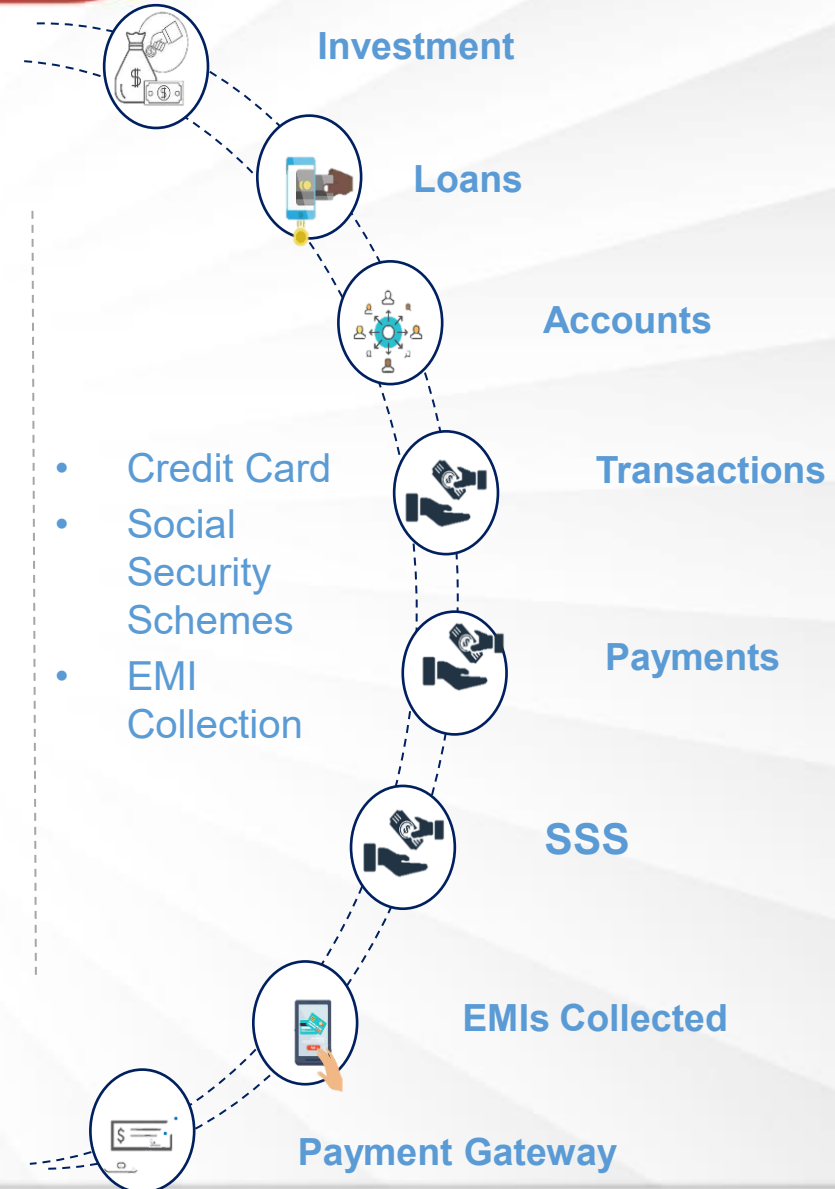 Investment
Loans
Accounts
• Credit Card
• Social
Security
Schemes
• EMI
Collection
Transactions
Payments
SSS
EMIs Collected
Payment Gateway